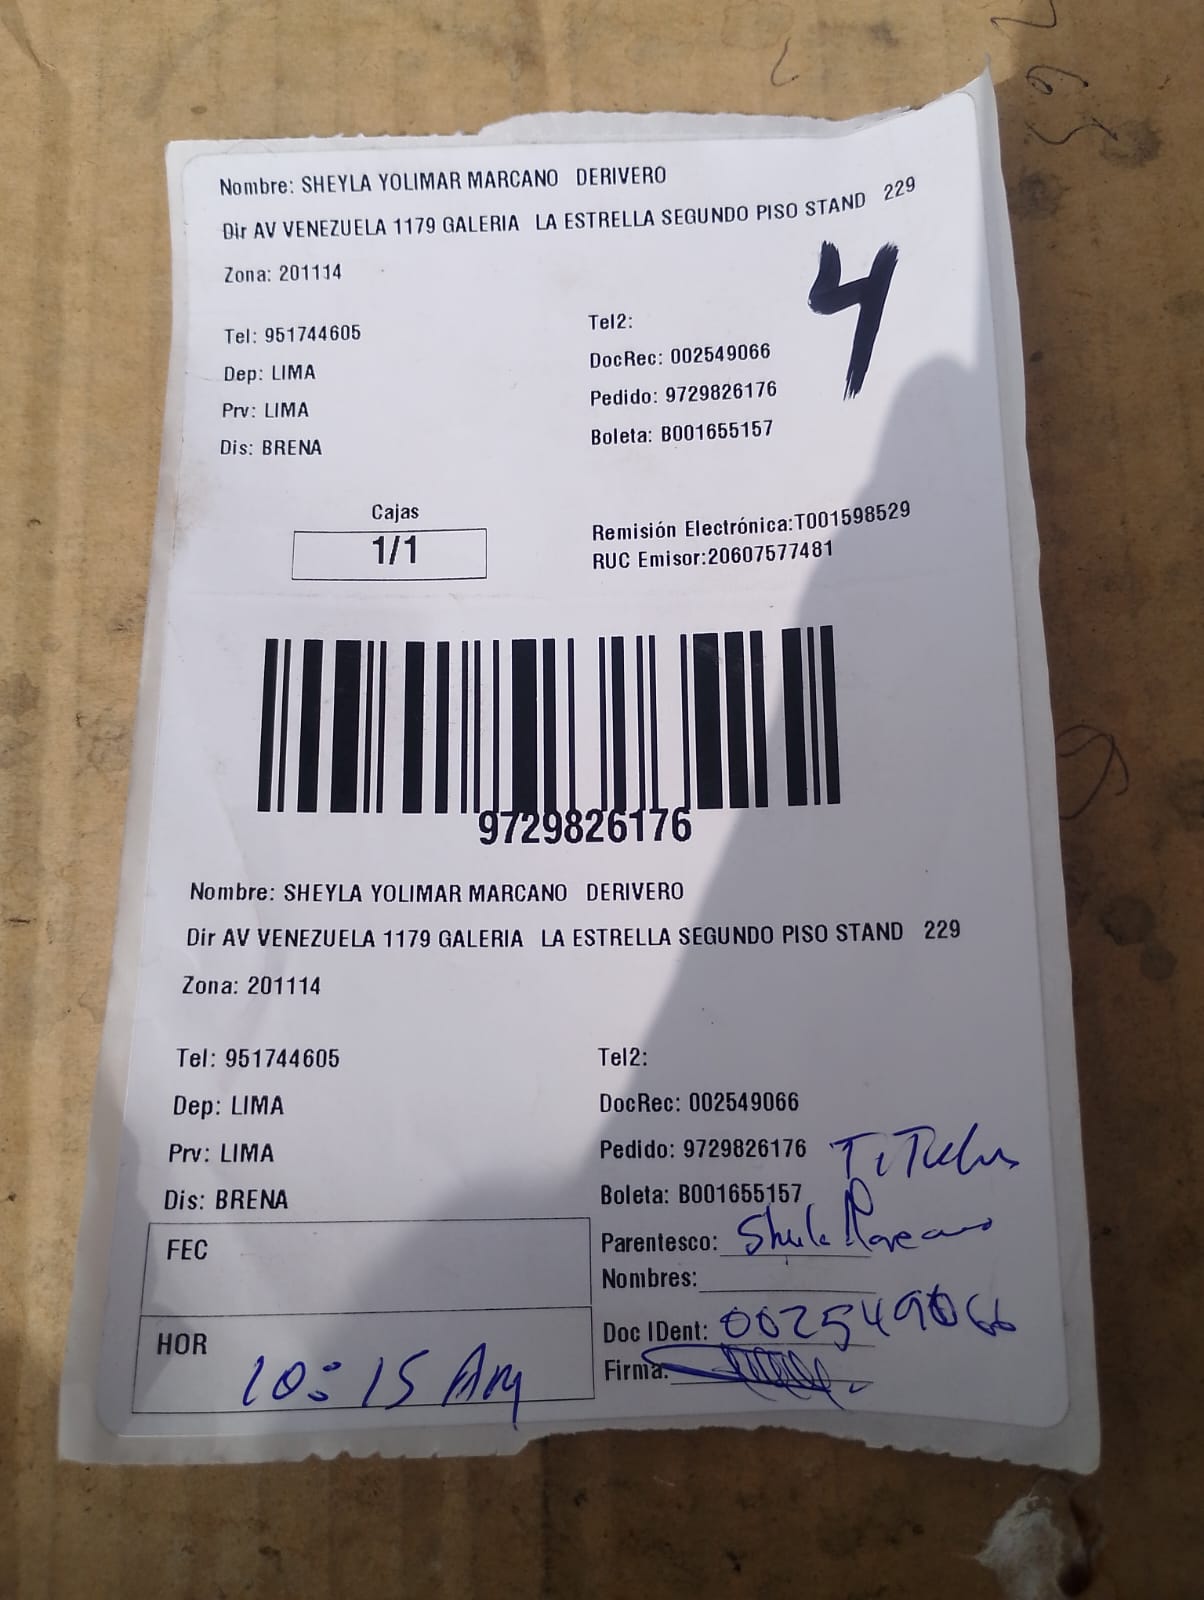 Nombre: SHEYLA YOLIMAR MARCANO DERIVERO
Dir AV VENEZUELA 1179 GALERIA LA ESTRELLA SEGUNDO PISO STAND 229
Zona: 201114
4
Tel: 951744605
Tel2:
Dep: LIMA
DocRec: 002549066
Prv: LIMA
Pedido: 9729826176
Dis: BRENA
Boleta: B001655157
Cajas
1/1
Remisión Electrónica:T001598529
RUC Emisor:20607577481
9729826176
Nombre: SHEYLA YOLIMAR MARCANO DERIVERO
Dir AV VENEZUELA 1179 GALERIA LA ESTRELLA SEGUNDO PISO STAND 229
Zona: 201114
Tel: 951744605
Tel2:
Dep: LIMA
DocRec: 002549066
Prv: LIMA
Pedido: 9729826176
Dis: BRENA
Boleta: B001655157
FEC
Parentesco:
Nombres:
HOR 10:15 Am
Doc IDent: 002549066
Firma: